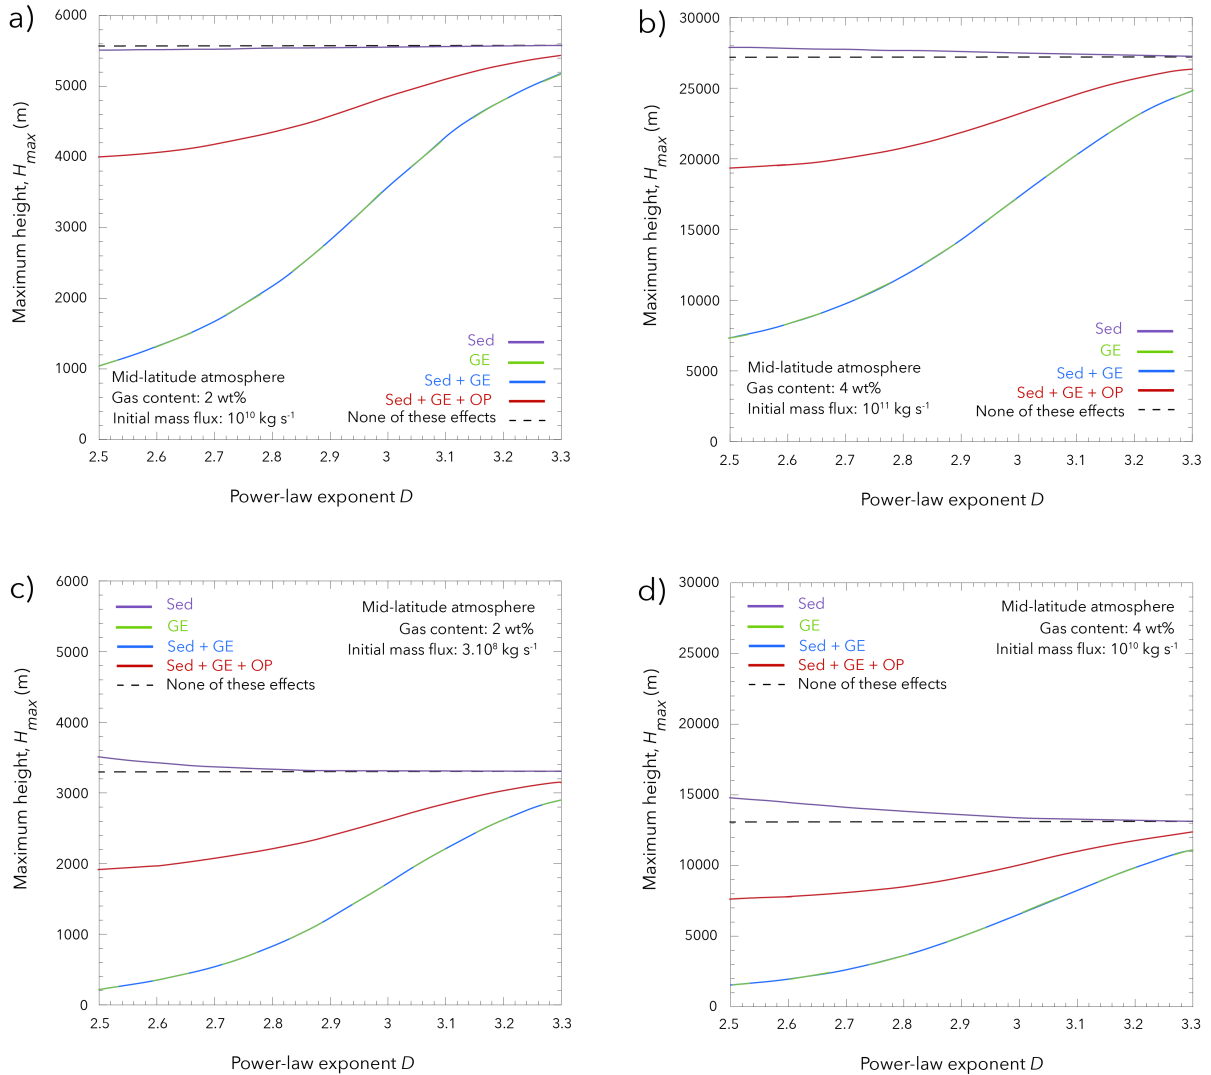 a)
6000
5000
4000
3000
2000
1000
0
Maximum height, Hmax (m)
Sed
GE
Sed + GE
Sed + GE + OP
None of these effects
Mid-latitude atmosphere
Gas content: 2 wt%
Initial mass flux: 10¹⁰ kg s⁻¹
2.5 2.6 2.7 2.8 2.9 3 3.1 3.2 3.3
Power-law exponent D
b)
30000
25000
20000
15000
10000
5000
0
Maximum height, Hmax (m)
Sed
GE
Sed + GE
Sed + GE + OP
None of these effects
Mid-latitude atmosphere
Gas content: 4 wt%
Initial mass flux: 10¹¹ kg s⁻¹
2.5 2.6 2.7 2.8 2.9 3 3.1 3.2 3.3
Power-law exponent D
c)
6000
5000
4000
3000
2000
1000
0
Maximum height, Hmax (m)
Sed
GE
Sed + GE
Sed + GE + OP
None of these effects
Mid-latitude atmosphere
Gas content: 2 wt%
Initial mass flux: 3.10⁸ kg s⁻¹
2.5 2.6 2.7 2.8 2.9 3 3.1 3.2 3.3
Power-law exponent D
d)
30000
25000
20000
15000
10000
5000
0
Maximum height, Hmax (m)
Sed
GE
Sed + GE
Sed + GE + OP
None of these effects
Mid-latitude atmosphere
Gas content: 4 wt%
Initial mass flux: 10¹⁰ kg s⁻¹
2.5 2.6 2.7 2.8 2.9 3 3.1 3.2 3.3
Power-law exponent D